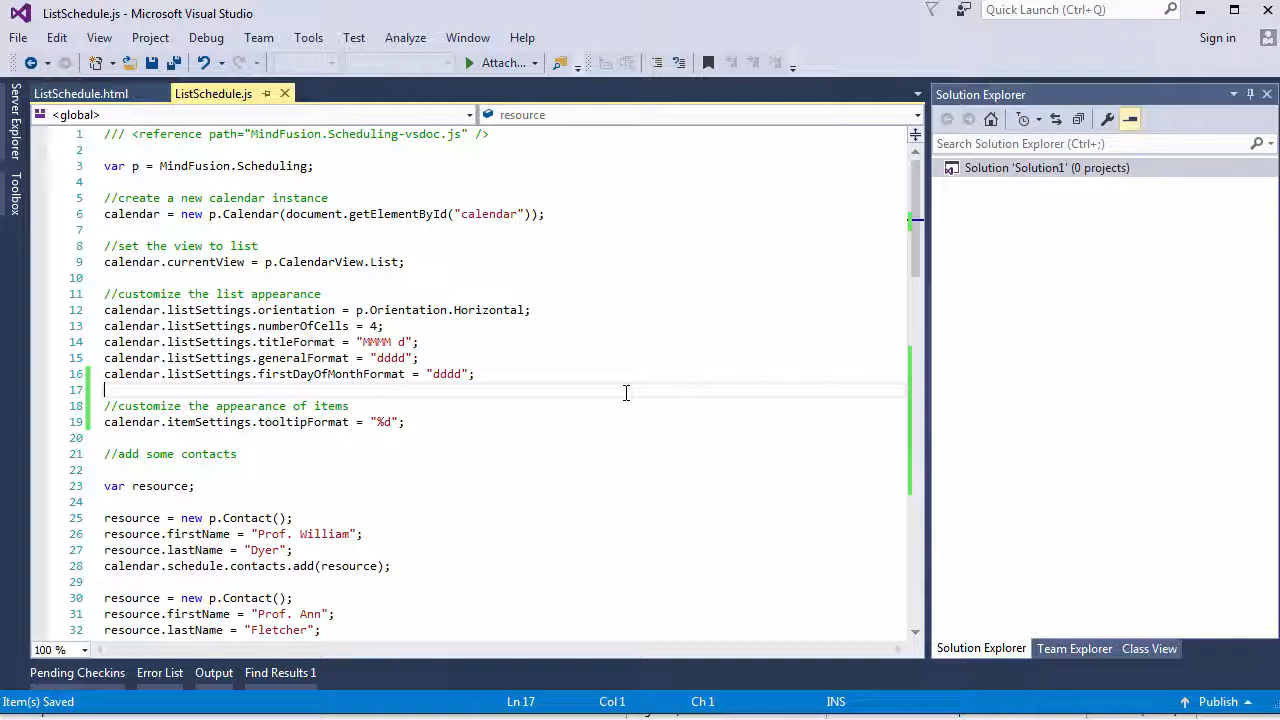 ListSchedule.js - Microsoft Visual Studio
Quick Launch (Ctrl+Q)
File Edit View Project Debug Team Tools Test Analyze Window Help
Sign in
Attach...
Server Explorer
Toolbox
ListSchedule.html ListSchedule.js
<global> resource
1 /// <reference path="MindFusion.Scheduling-vsdoc.js" />
2
3 var p = MindFusion.Scheduling;
4
5 //create a new calendar instance
6 calendar = new p.Calendar(document.getElementById("calendar"));
7
8 //set the view to list
9 calendar.currentView = p.CalendarView.List;
10
11 //customize the list appearance
12 calendar.listSettings.orientation = p.Orientation.Horizontal;
13 calendar.listSettings.numberOfCells = 4;
14 calendar.listSettings.titleFormat = "MMMM d";
15 calendar.listSettings.generalFormat = "dddd";
16 calendar.listSettings.firstDayOfMonthFormat = "dddd";
17
18 //customize the appearance of items
19 calendar.itemSettings.tooltipFormat = "%d";
20
21 //add some contacts
22
23 var resource;
24
25 resource = new p.Contact();
26 resource.firstName = "Prof. William";
27 resource.lastName = "Dyer";
28 calendar.schedule.contacts.add(resource);
29
30 resource = new p.Contact();
31 resource.firstName = "Prof. Ann";
32 resource.lastName = "Fletcher";
100 %
Solution Explorer
Search Solution Explorer (Ctrl+;)
Solution 'Solution1' (0 projects)
Solution Explorer Team Explorer Class View
Pending Checkins Error List Output Find Results 1
Item(s) Saved Ln 17 Col 1 Ch 1 INS Publish